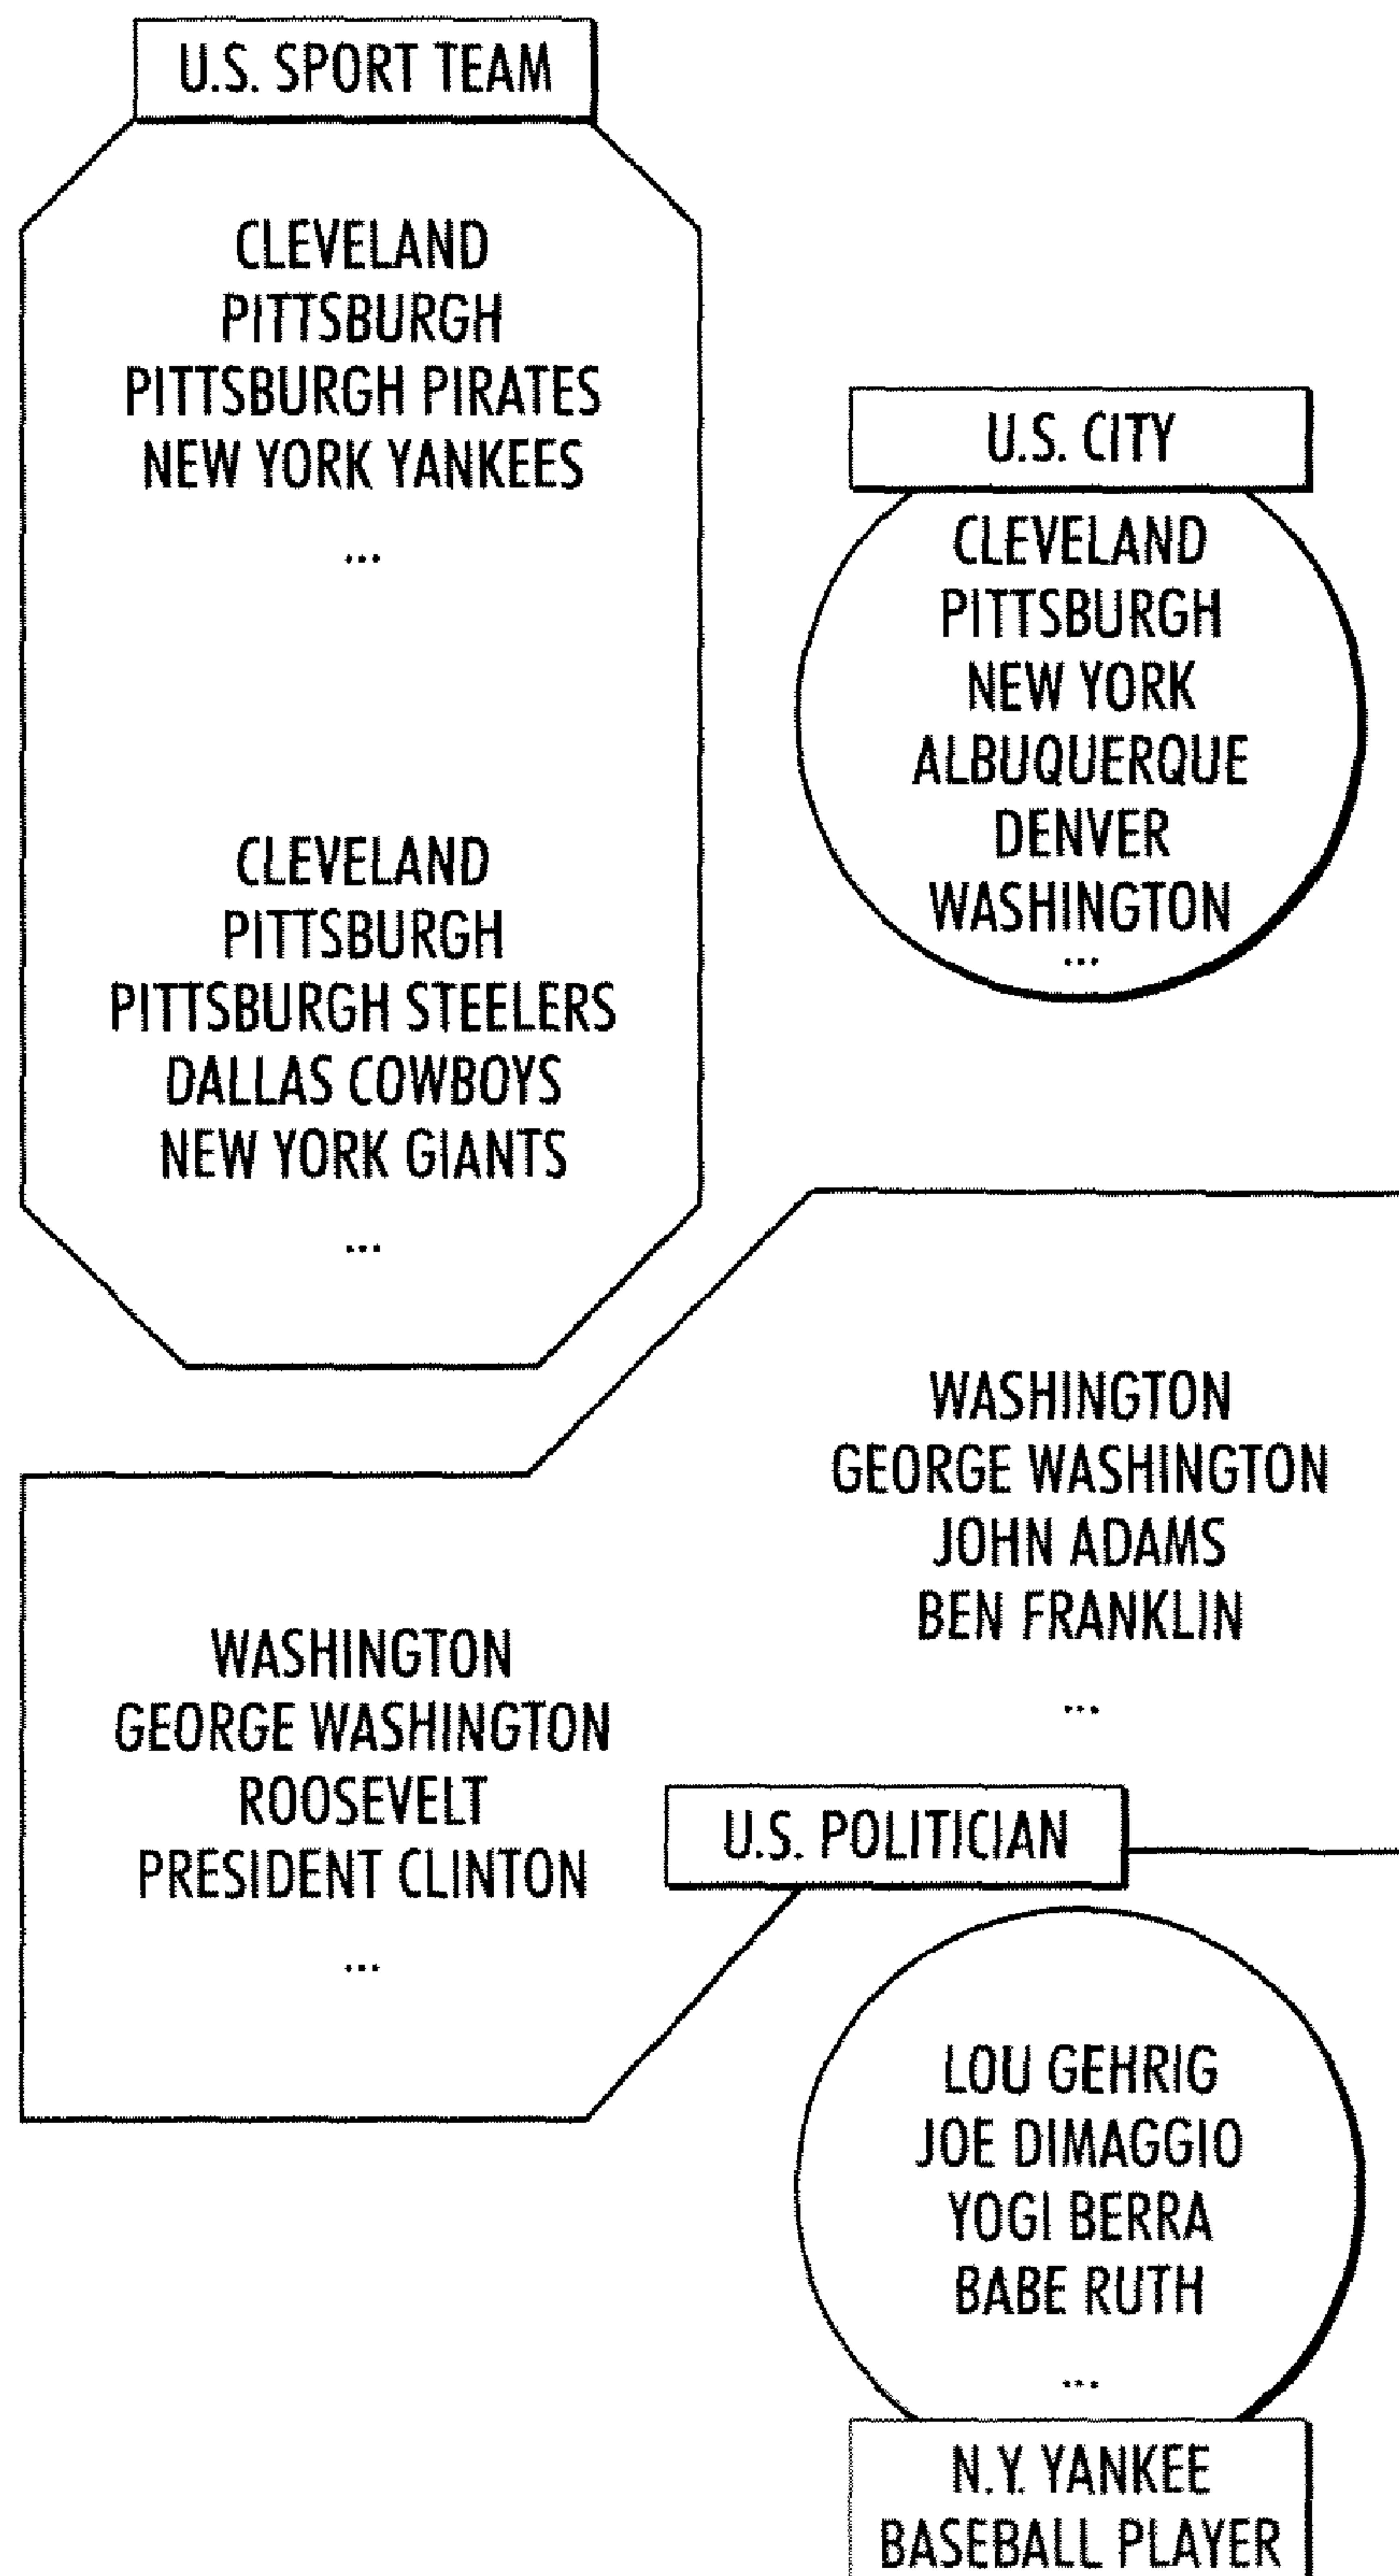 U.S. SPORT TEAM
CLEVELAND
PITTSBURGH
PITTSBURGH PIRATES
NEW YORK YANKEES
...
CLEVELAND
PITTSBURGH
PITTSBURGH STEELERS
DALLAS COWBOYS
NEW YORK GIANTS
...
U.S. CITY
CLEVELAND
PITTSBURGH
NEW YORK
ALBUQUERQUE
DENVER
WASHINGTON
...
WASHINGTON
GEORGE WASHINGTON
JOHN ADAMS
BEN FRANKLIN
...
WASHINGTON
GEORGE WASHINGTON
ROOSEVELT
PRESIDENT CLINTON
...
U.S. POLITICIAN
LOU GEHRIG
JOE DIMAGGIO
YOGI BERRA
BABE RUTH
...
N.Y. YANKEE
BASEBALL PLAYER